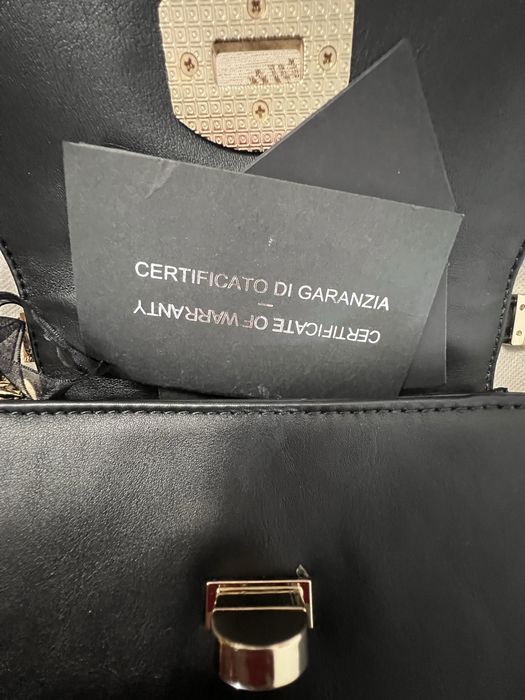 CERTIFICATO DI GARANZIA
—
CERTIFICATE OF WARRANTY